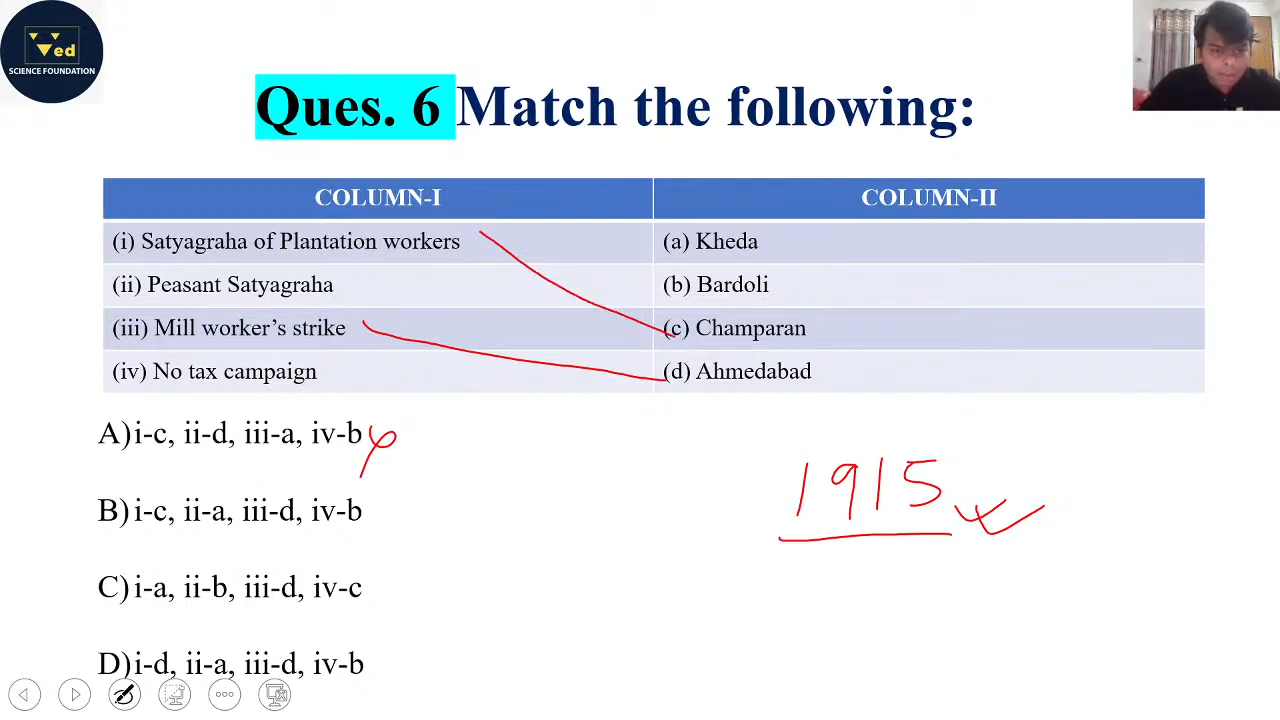 Ved
SCIENCE FOUNDATION
Ques. 6 Match the following:
COLUMN-I COLUMN-II
(i) Satyagraha of Plantation workers (a) Kheda
(ii) Peasant Satyagraha (b) Bardoli
(iii) Mill worker’s strike (c) Champaran
(iv) No tax campaign (d) Ahmedabad
A) i-c, ii-d, iii-a, iv-b
1915
B) i-c, ii-a, iii-d, iv-b
C) i-a, ii-b, iii-d, iv-c
D) i-d, ii-a, iii-d, iv-b